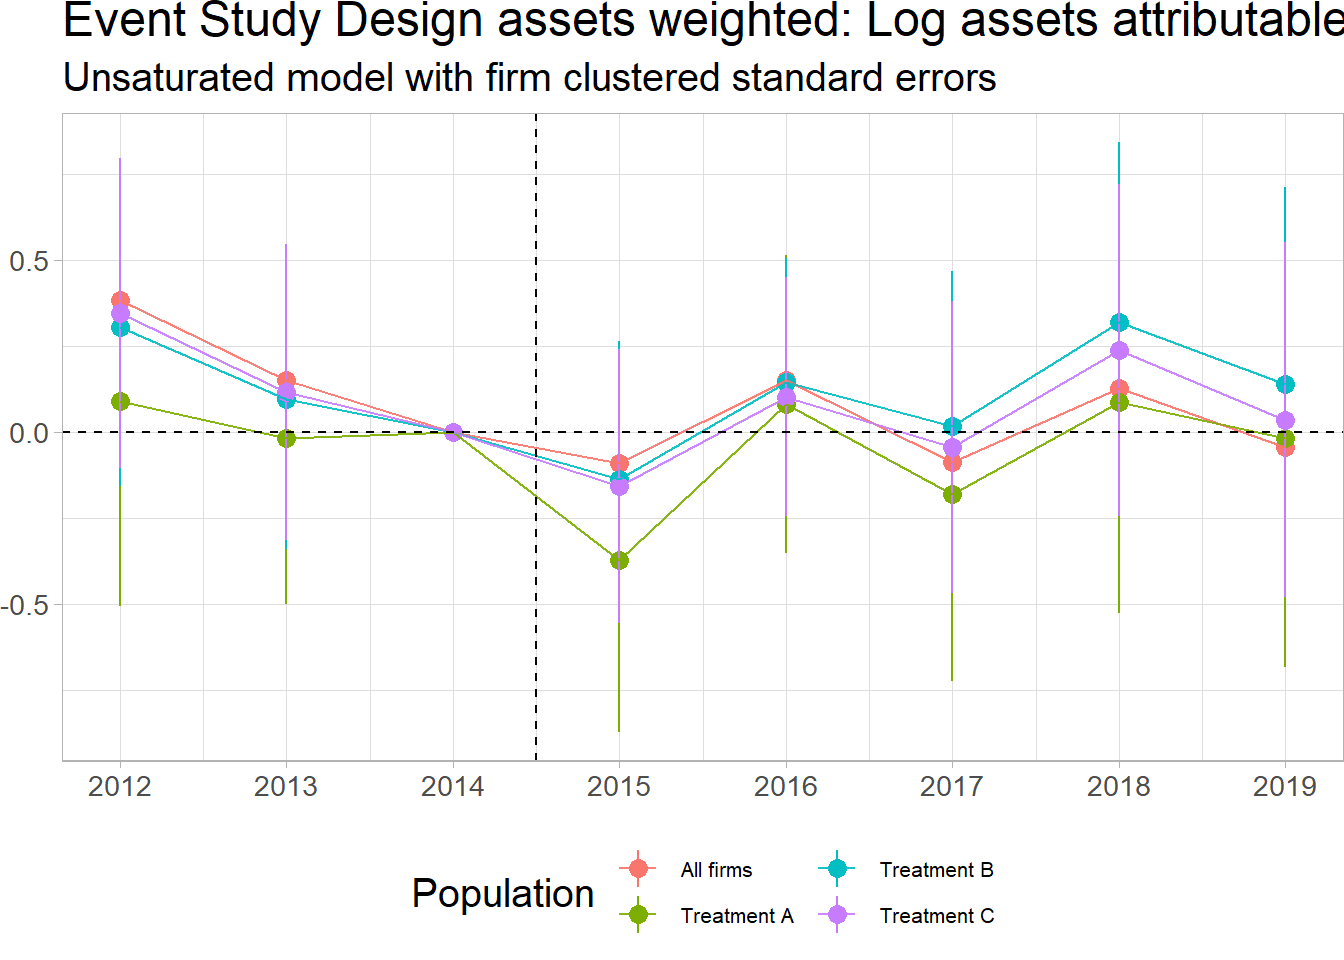 Event Study Design assets weighted: Log assets attributable
Unsaturated model with firm clustered standard errors
0.5
0.0
-0.5
2012 2013 2014 2015 2016 2017 2018 2019
Population
All firms
Treatment A
Treatment B
Treatment C